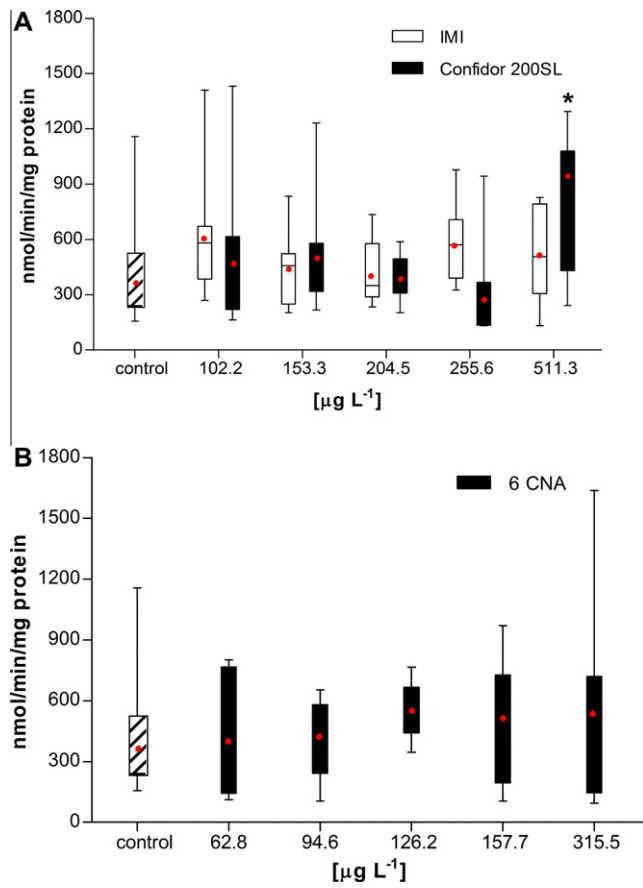 A
IMI
Confidor 200SL
*
nmol/min/mg protein
1800
1500
1200
900
600
300
0
control 102.2 153.3 204.5 255.6 511.3
[µg L⁻¹]
B
6 CNA
nmol/min/mg protein
1800
1500
1200
900
600
300
0
control 62.8 94.6 126.2 157.7 315.5
[µg L⁻¹]